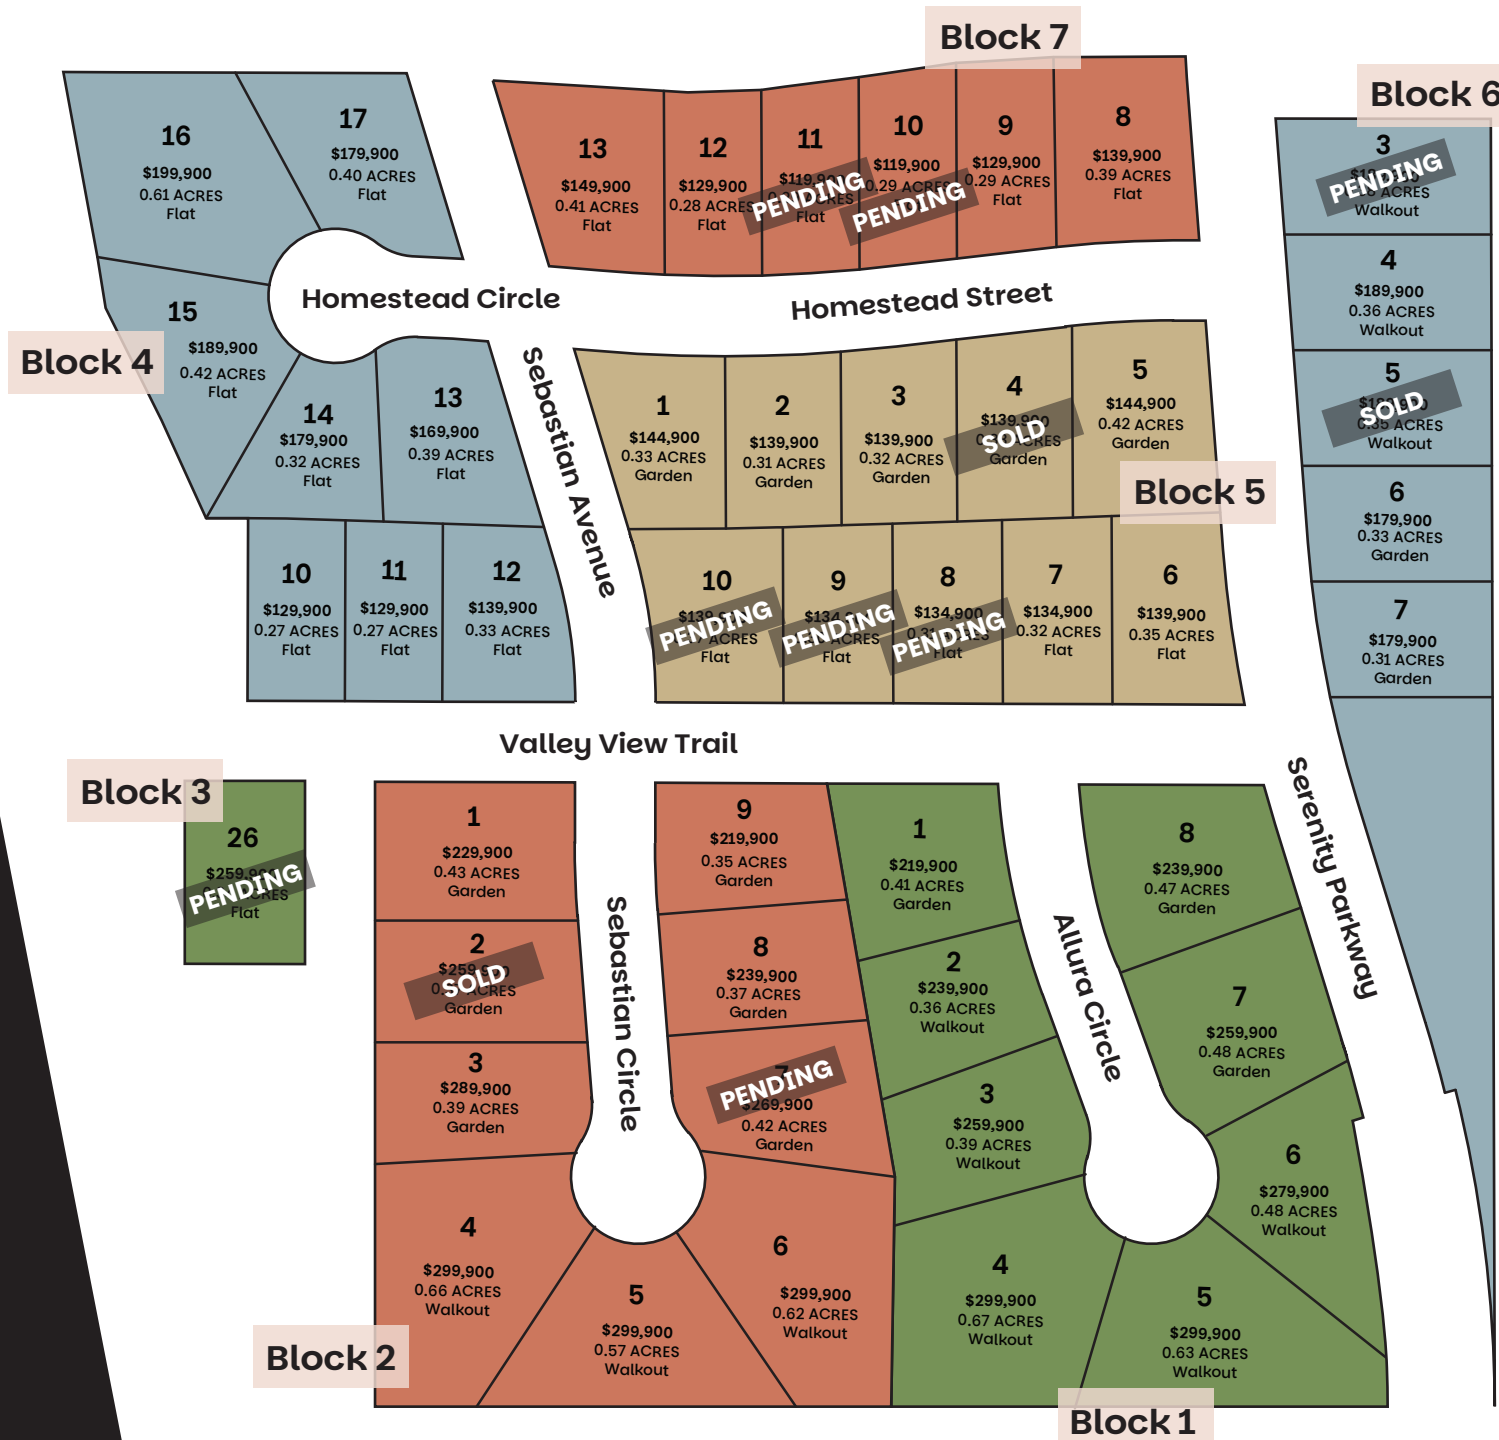 Block 7
Block 6
16
$199,900
0.61 ACRES
Flat
17
$179,900
0.40 ACRES
Flat
13
$149,900
0.41 ACRES
Flat
12
$129,900
0.28 ACRES
Flat
11
PENDING
Flat
10
$119,900
0.29 ACRES
PENDING
9
$129,900
0.29 ACRES
Flat
8
$139,900
0.39 ACRES
Flat
3
PENDING
Walkout
4
$189,900
0.36 ACRES
Walkout
Homestead Circle
Homestead Street
15
$189,900
0.42 ACRES
Flat
Block 4
14
$179,900
0.32 ACRES
Flat
13
$169,900
0.39 ACRES
Flat
Sebastian Avenue
1
$144,900
0.33 ACRES
Garden
2
$139,900
0.31 ACRES
Garden
3
$139,900
0.32 ACRES
Garden
4
$139,900
SOLD
Garden
5
$144,900
0.42 ACRES
Garden
Block 5
5
SOLD
Walkout
6
$179,900
0.33 ACRES
Garden
7
$179,900
0.31 ACRES
Garden
10
$129,900
0.27 ACRES
Flat
11
$129,900
0.27 ACRES
Flat
12
$139,900
0.33 ACRES
Flat
10
PENDING
Flat
9
PENDING
Flat
8
$134,900
PENDING
Flat
7
$134,900
0.32 ACRES
Flat
6
$139,900
0.35 ACRES
Flat
Valley View Trail
Block 3
26
PENDING
Flat
1
$229,900
0.43 ACRES
Garden
2
SOLD
Garden
3
$289,900
0.39 ACRES
Garden
4
$299,900
0.66 ACRES
Walkout
Block 2
5
$299,900
0.57 ACRES
Walkout
6
$299,900
0.62 ACRES
Walkout
Sebastian Circle
9
$219,900
0.35 ACRES
Garden
8
$239,900
0.37 ACRES
Garden
7
PENDING
$269,900
0.42 ACRES
Garden
1
$219,900
0.41 ACRES
Garden
2
$239,900
0.36 ACRES
Walkout
3
$259,900
0.39 ACRES
Walkout
4
$299,900
0.67 ACRES
Walkout
Allura Circle
8
$239,900
0.47 ACRES
Garden
7
$259,900
0.48 ACRES
Garden
6
$279,900
0.48 ACRES
Walkout
5
$299,900
0.63 ACRES
Walkout
Block 1
Serenity Parkway